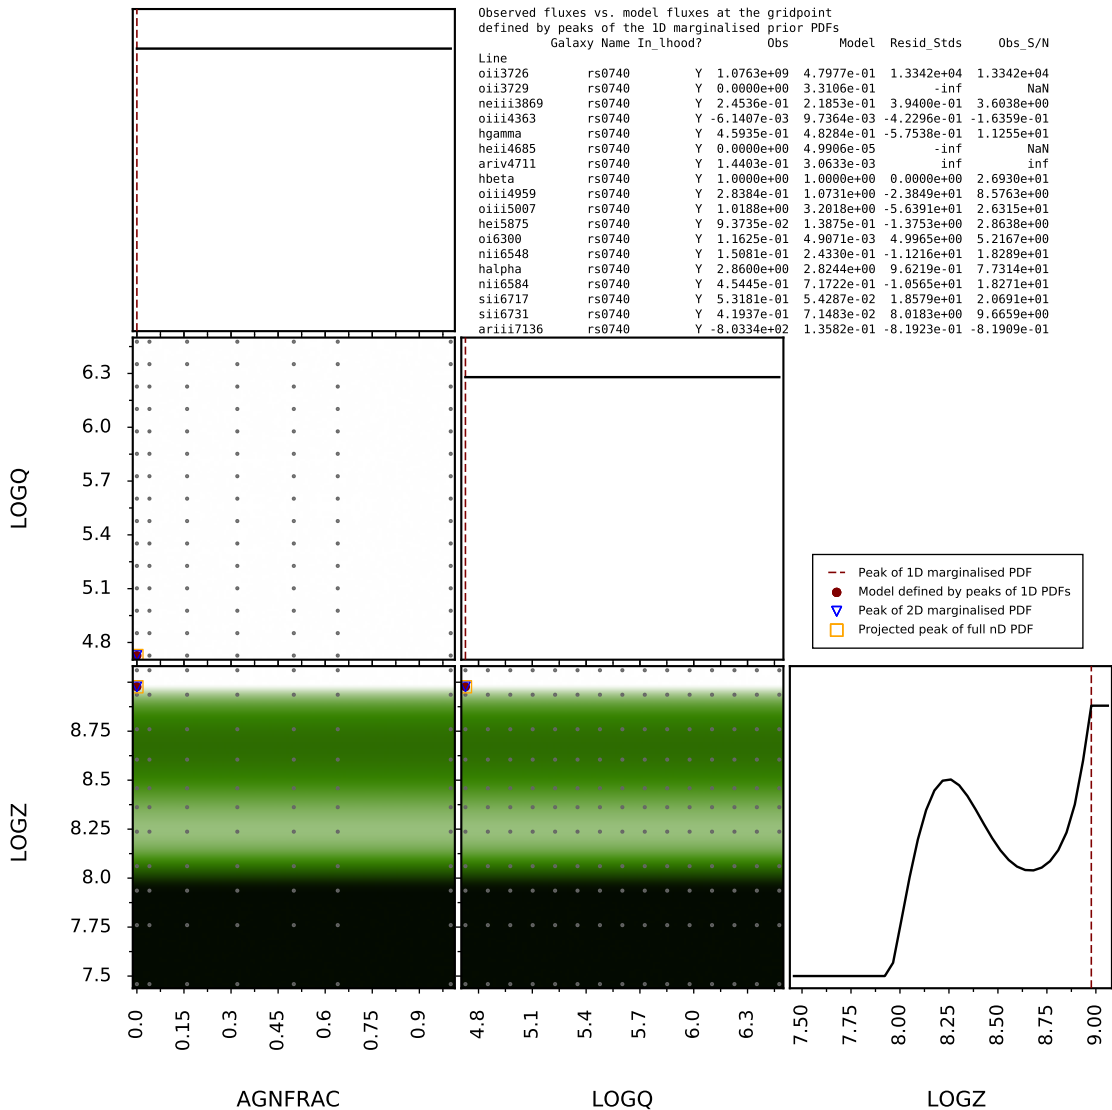 Observed fluxes vs. model fluxes at the gridpoint
defined by peaks of the 1D marginalised prior PDFs
Galaxy Name In_lhood? Obs Model Resid_Stds Obs_S/N
Line
oii3726 rs0740 Y 1.0763e+09 4.7977e-01 1.3342e+04 1.3342e+04
oii3729 rs0740 Y 0.0000e+00 3.3106e-01 -inf NaN
neiii3869 rs0740 Y 2.4536e-01 2.1853e-01 3.9400e-01 3.6038e+00
oiii4363 rs0740 Y -6.1407e-03 9.7364e-03 -4.2296e-01 -1.6359e-01
hgamma rs0740 Y 4.5935e-01 4.8284e-01 -5.7538e-01 1.1255e+01
heii4685 rs0740 Y 0.0000e+00 4.9906e-05 -inf NaN
ariv4711 rs0740 Y 1.4403e-01 3.0633e-03 inf inf
hbeta rs0740 Y 1.0000e+00 1.0000e+00 0.0000e+00 2.6930e+01
oiii4959 rs0740 Y 2.8384e-01 1.0731e+00 -2.3849e+01 8.5763e+00
oiii5007 rs0740 Y 1.0188e+00 3.2018e+00 -5.6391e+01 2.6315e+01
hei5875 rs0740 Y 9.3735e-02 1.3875e-01 -1.3753e+00 2.8638e+00
oi6300 rs0740 Y 1.1625e-01 4.9071e-03 4.9965e+00 5.2167e+00
nii6548 rs0740 Y 1.5081e-01 2.4330e-01 -1.1216e+01 1.8289e+01
halpha rs0740 Y 2.8600e+00 2.8244e+00 9.6219e-01 7.7314e+01
nii6584 rs0740 Y 4.5445e-01 7.1722e-01 -1.0565e+01 1.8271e+01
sii6717 rs0740 Y 5.3181e-01 5.4287e-02 1.8579e+01 2.0691e+01
sii6731 rs0740 Y 4.1937e-01 7.1483e-02 8.0183e+00 9.6659e+00
ariii7136 rs0740 Y -8.0334e+02 1.3582e-01 -8.1923e-01 -8.1909e-01
6.3
6.0
5.7
5.4
5.1
4.8
LOGQ
Peak of 1D marginalised PDF
Model defined by peaks of 1D PDFs
Peak of 2D marginalised PDF
Projected peak of full nD PDF
8.75
8.5
8.25
8.0
7.75
7.5
LOGZ
0.0 0.15 0.3 0.45 0.6 0.75 0.9
4.8 5.1 5.4 5.7 6.0 6.3
7.50 7.75 8.00 8.25 8.50 8.75 9.00
AGNFRAC LOGQ LOGZ